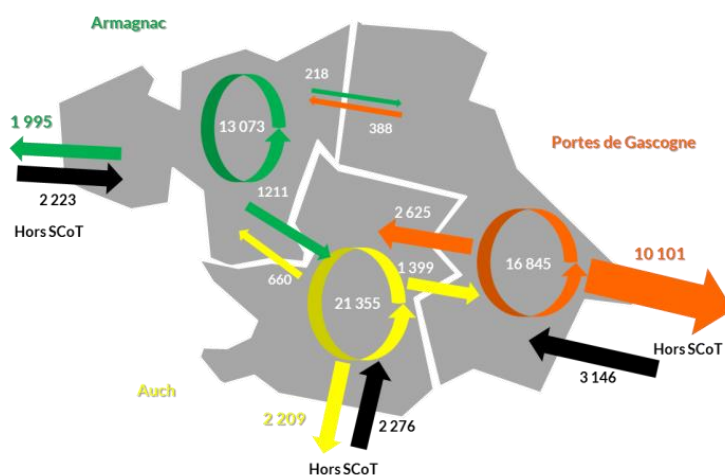 Armagnac
218
13 073
388
1 995
2 223
Hors SCoT
Portes de Gascogne
1211
2 625
660
1 399
16 845
10 101
21 355
Hors SCoT
3 146
Auch
2 209
2 276
Hors SCoT